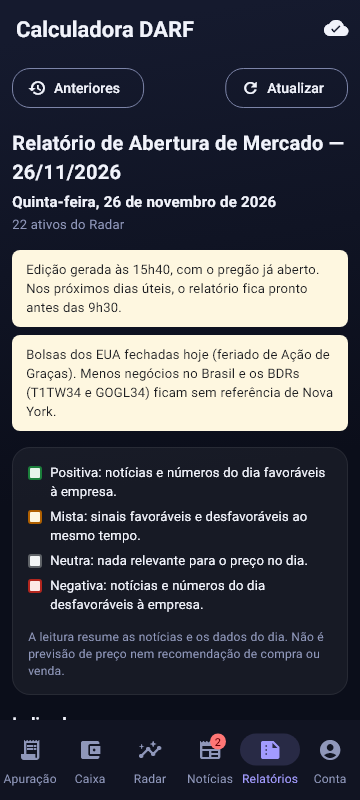 Calculadora DARF
Anteriores
Atualizar
Relatório de Abertura de Mercado —
26/11/2026
Quinta-feira, 26 de novembro de 2026
22 ativos do Radar
Edição gerada às 15h40, com o pregão já aberto.
Nos próximos dias úteis, o relatório fica pronto
antes das 9h30.
Bolsas dos EUA fechadas hoje (feriado de Ação de
Graças). Menos negócios no Brasil e os BDRs
(T1TW34 e GOGL34) ficam sem referência de Nova
York.
Positiva: notícias e números do dia favoráveis
à empresa.
Mista: sinais favoráveis e desfavoráveis ao
mesmo tempo.
Neutra: nada relevante para o preço no dia.
Negativa: notícias e números do dia
desfavoráveis à empresa.
A leitura resume as notícias e os dados do dia. Não é
previsão de preço nem recomendação de compra ou
venda.
2
Apuração
Caixa
Radar
Notícias
Relatórios
Conta